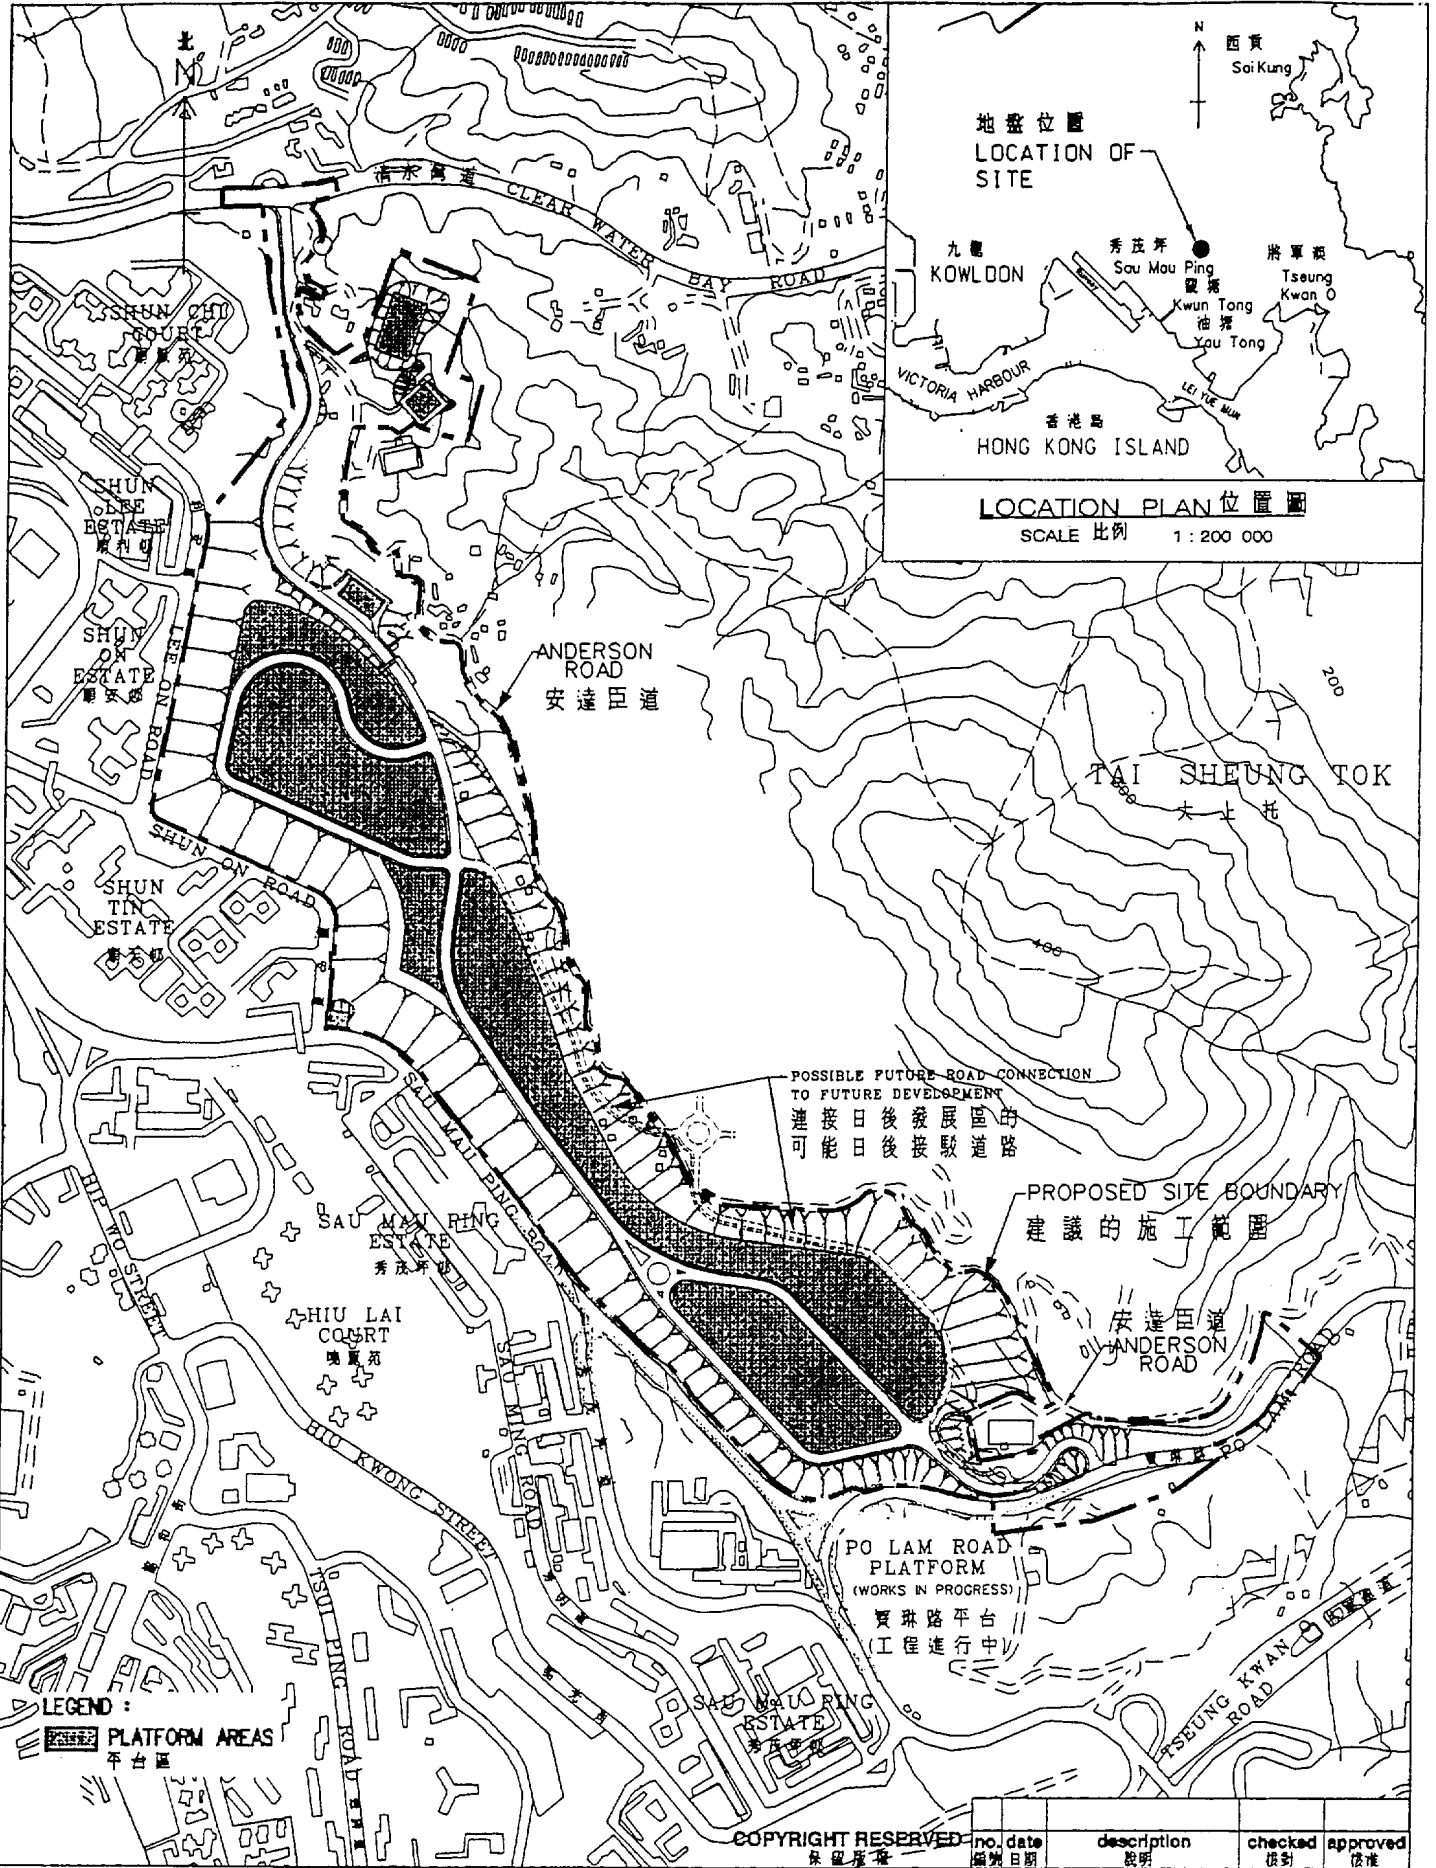 北
N
清水灣道 CLEAR WATER BAY ROAD
N
西貢
Sai Kung
地盤位置
LOCATION OF
SITE
九龍
KOWLOON
秀茂坪
Sau Mau Ping
觀塘
Kwun Tong
油塘
Yau Tong
將軍澳
Tseung
Kwan O
VICTORIA HARBOUR
LEI YUE MUN
香港島
HONG KONG ISLAND
LOCATION PLAN 位置圖
SCALE 比例 1 : 200 000
SHUN CHI
COURT
SHUN
LEE
ESTATE
順利邨
SHUN
ON
ESTATE
順安邨
LEE ON ROAD
ANDERSON
ROAD
安達臣道
200
TAI SHEUNG TOK
大上托
300
400
SHUN ON ROAD
SHUN
TIN
ESTATE
順天邨
POSSIBLE FUTURE ROAD CONNECTION
TO FUTURE DEVELOPMENT
連接日後發展區的
可能日後接駁道路
SAU MAU PING ROAD
HIP WO STREET
SAU MAU PING
ESTATE
秀茂坪邨
PROPOSED SITE BOUNDARY
建議的施工範圍
HIU LAI
COURT
曉麗苑
安達臣道
ANDERSON
ROAD
SAU MING ROAD
HIU KWONG STREET
寶琳路 PO LAM ROAD
PO LAM ROAD
PLATFORM
(WORKS IN PROGRESS)
寶琳路平台
(工程進行中)
TSUI PING ROAD
TSEUNG KWAN O
ROAD
SAU MAU PING
ESTATE
秀茂坪邨
LEGEND :
PLATFORM AREAS
平台區
COPYRIGHT RESERVED
保留版權
no. date description checked approved
編號 日期 說明 核對 核准